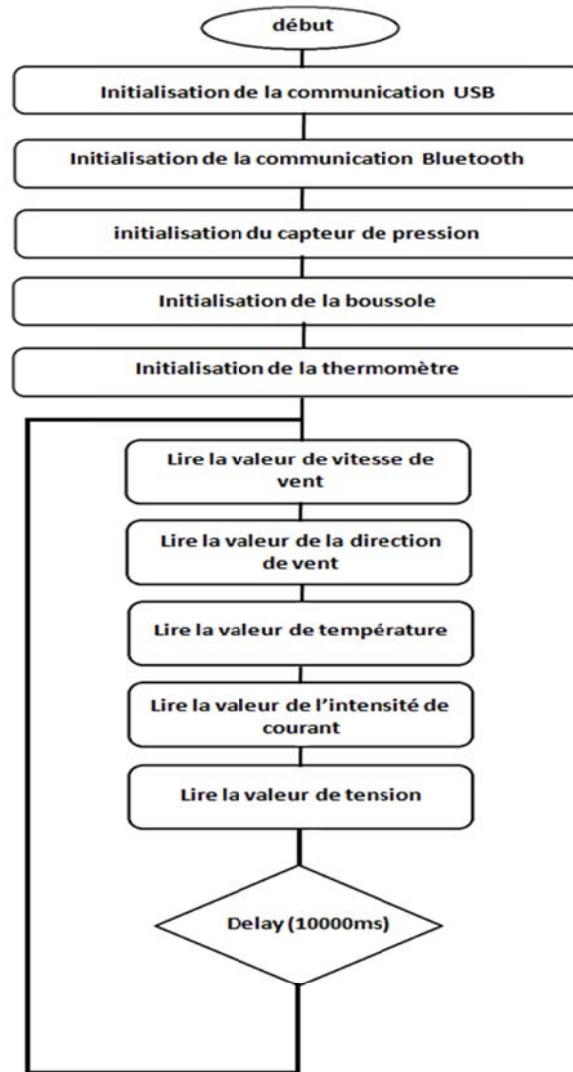 début
Initialisation de la communication USB
Initialisation de la communication Bluetooth
initialisation du capteur de pression
Initialisation de la boussole
Initialisation de la thermomètre
Lire la valeur de vitesse de
vent
Lire la valeur de la direction
de vent
Lire la valeur de température
Lire la valeur de l’intensité de
courant
Lire la valeur de tension
Delay (10000ms)